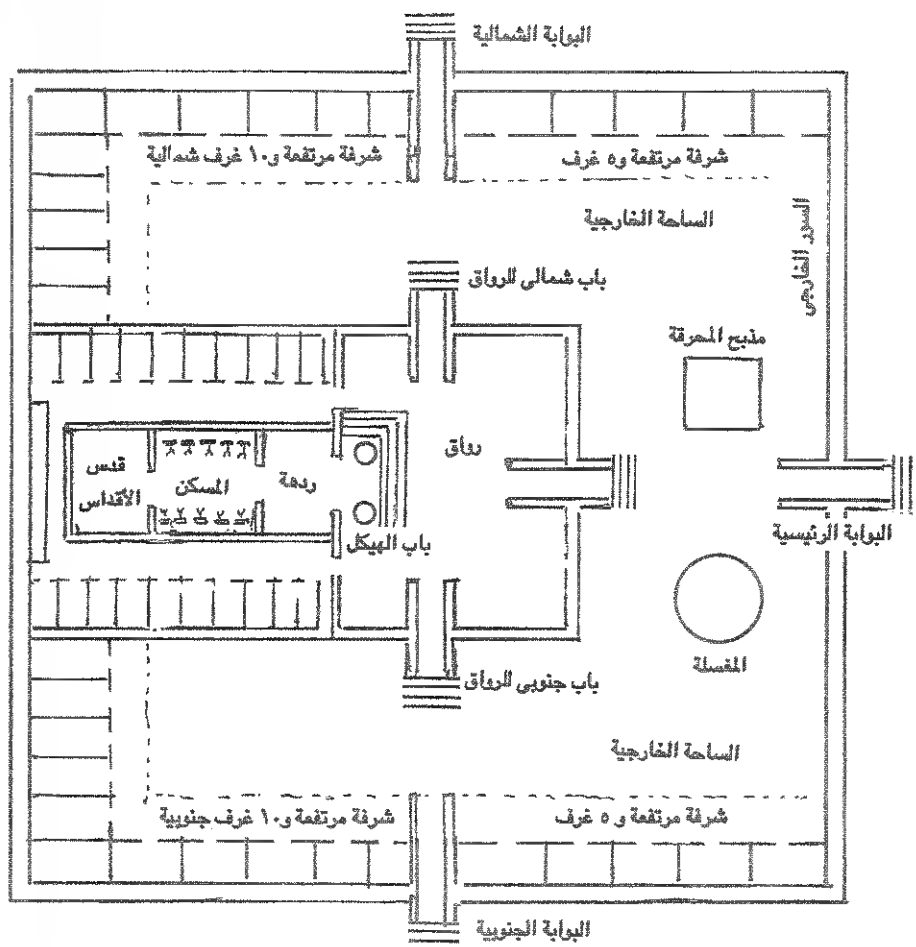 البوابة الشمالية
شرفة مرتفعة و٥ غرف
شرفة مرتفعة و١٠ غرف شمالية
الساحة الخارجية
السور الخارجي
باب شمالى للرواق
مذبح المحرقة
رواق
قدس
الأقداس
المسكن
ردهة
باب الهيكل
البوابة الرئيسية
المغسلة
باب جنوبى للرواق
الساحة الخارجية
شرفة مرتفعة و ٥ غرف
شرفة مرتفعة و١٠ غرف جنوبية
البوابة الجنوبية